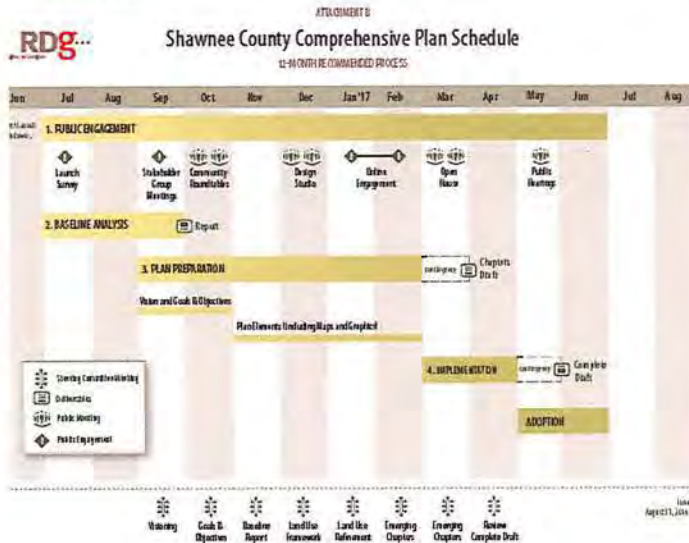 ATTACHMENT B
RDg...
Shawnee County Comprehensive Plan Schedule
12-MONTH RECOMMENDED PROCESS
Jun Jul Aug Sep Oct Nov Dec Jan'17 Feb Mar Apr May Jun Jul Aug
1. PUBLIC ENGAGEMENT
Launch Survey
Stakeholder Group Meetings
Community Roundtables
Design Studio
Online Engagement
Open House
Public Hearings
2. BASELINE ANALYSIS
Report
3. PLAN PREPARATION
contingency
Chapters Draft
Vision and Goals & Objectives
Plan Elements (including Maps and Graphics)
4. IMPLEMENTATION
contingency
Complete Draft
ADOPTION
Steering Committee Meeting
Deliverables
Public Meeting
Public Engagement
Visioning
Goals & Objectives
Baseline Report
Land Use Framework
Land Use Refinement
Emerging Chapters
Emerging Chapters
Review Complete Draft